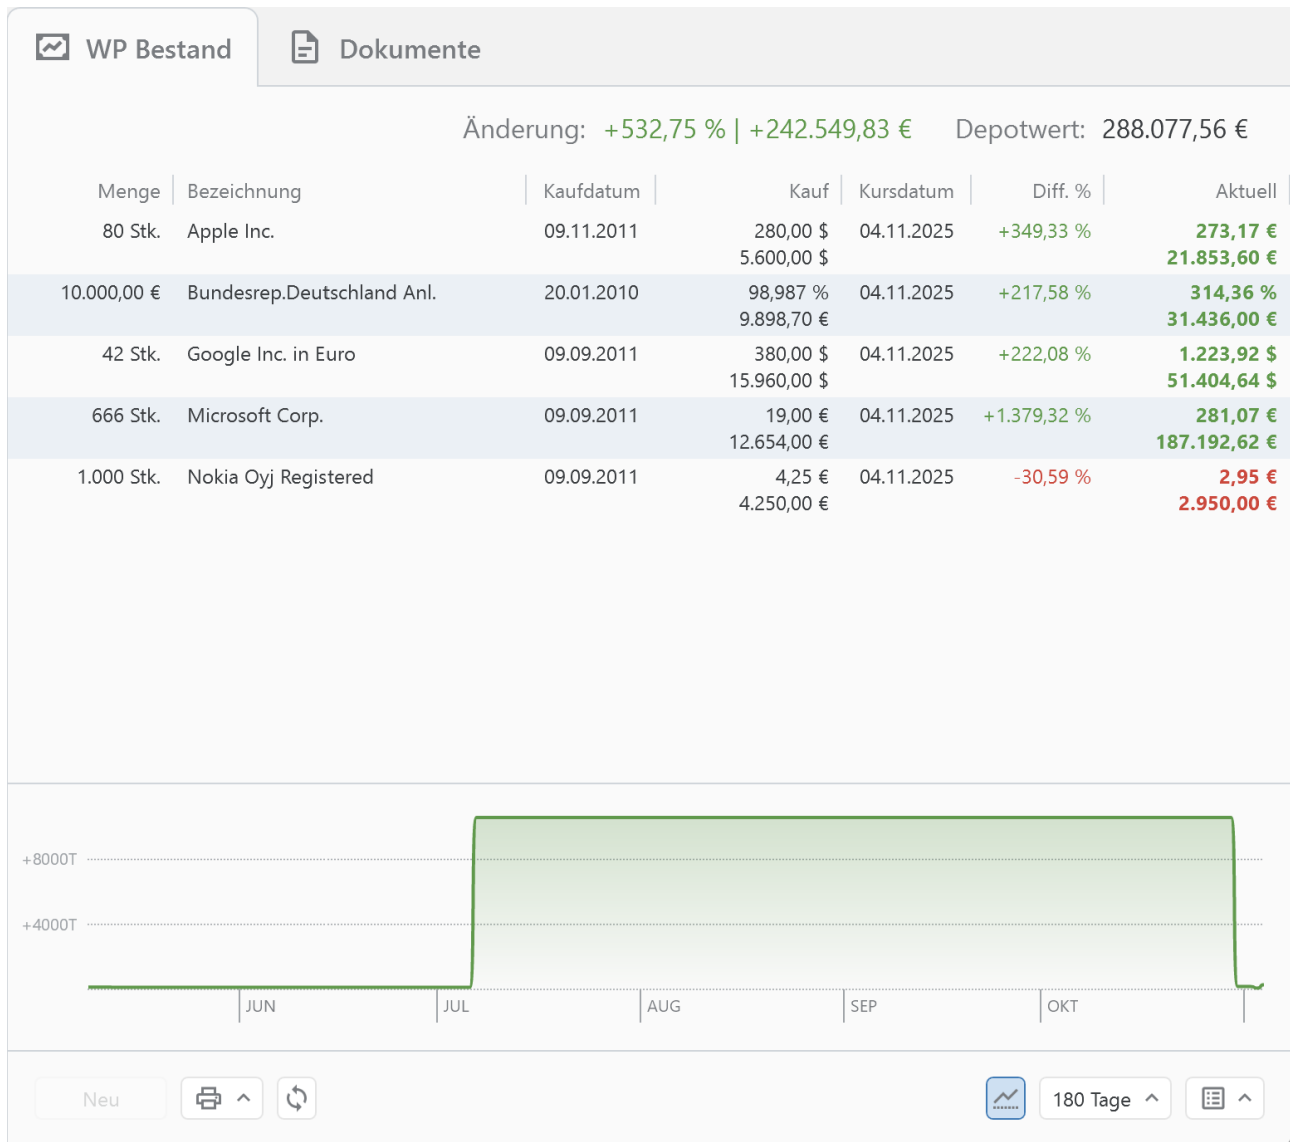 WP Bestand Dokumente
Änderung: +532,75 % | +242.549,83 € Depotwert: 288.077,56 €
Menge Bezeichnung Kaufdatum Kauf Kursdatum Diff. % Aktuell
80 Stk. Apple Inc. 09.11.2011 280,00 $ 04.11.2025 +349,33 % 273,17 €
5.600,00 $ 21.853,60 €
10.000,00 € Bundesrep.Deutschland Anl. 20.01.2010 98,987 % 04.11.2025 +217,58 % 314,36 %
9.898,70 € 31.436,00 €
42 Stk. Google Inc. in Euro 09.09.2011 380,00 $ 04.11.2025 +222,08 % 1.223,92 $
15.960,00 $ 51.404,64 $
666 Stk. Microsoft Corp. 09.09.2011 19,00 € 04.11.2025 +1.379,32 % 281,07 €
12.654,00 € 187.192,62 €
1.000 Stk. Nokia Oyj Registered 09.09.2011 4,25 € 04.11.2025 -30,59 % 2,95 €
4.250,00 € 2.950,00 €
+8000T
+4000T
JUN JUL AUG SEP OKT
Neu 180 Tage